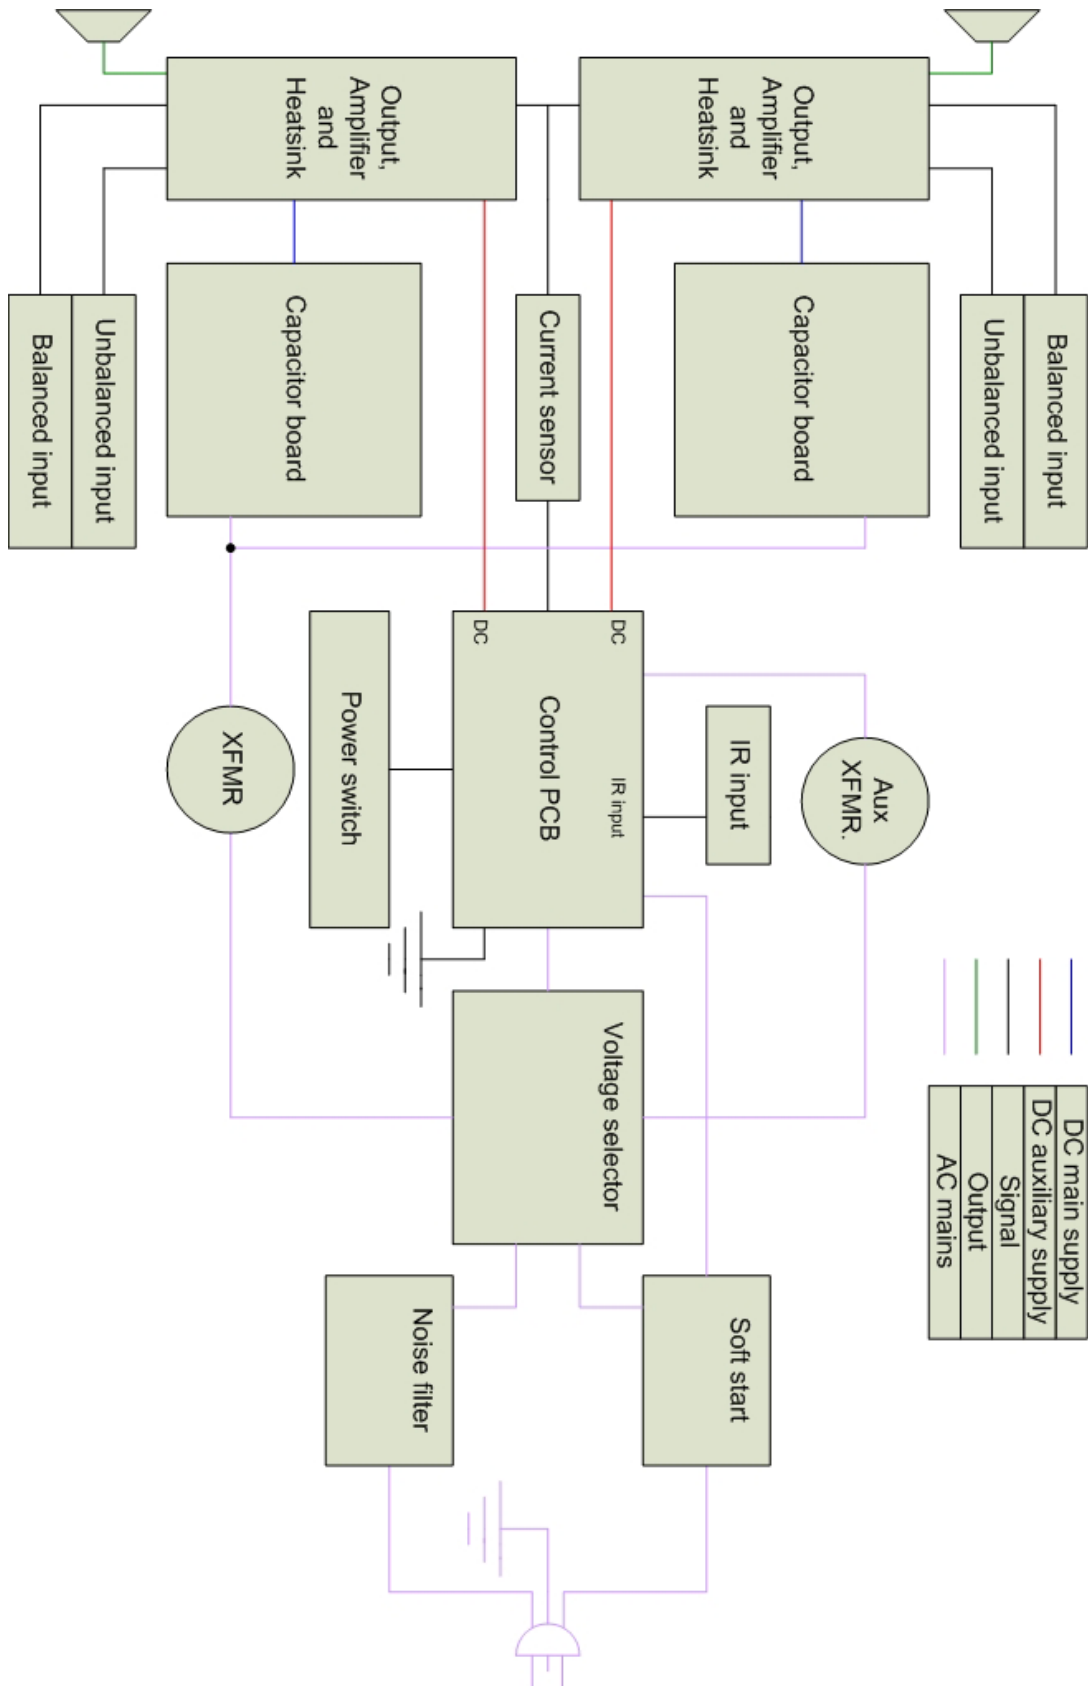 Balanced input
Unbalanced input
DC main supply
DC auxiliary supply
Signal
Output
AC mains
Output,
Amplifier
and
Heatsink
Capacitor board
Aux
XFMR.
IR input
Soft start
Current sensor
DC
DC
IR input
Control PCB
Voltage selector
Output,
Amplifier
and
Heatsink
Capacitor board
Power switch
Noise filter
XFMR
Unbalanced input
Balanced input